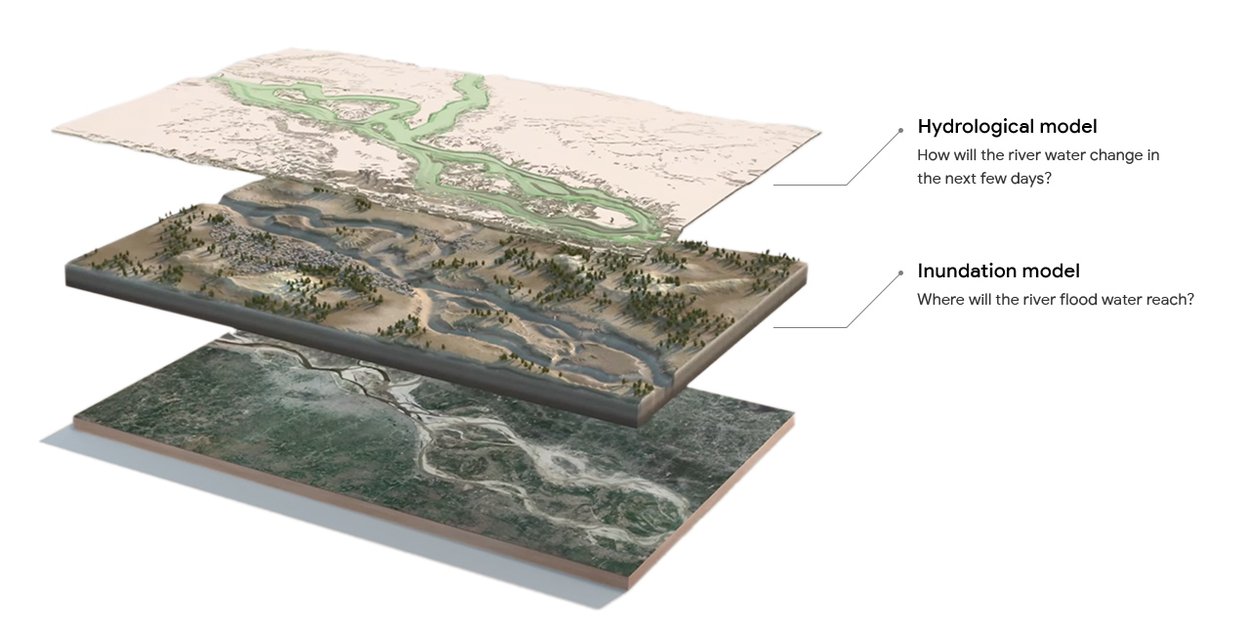 Hydrological model
How will the river water change in
the next few days?
Inundation model
Where will the river flood water reach?